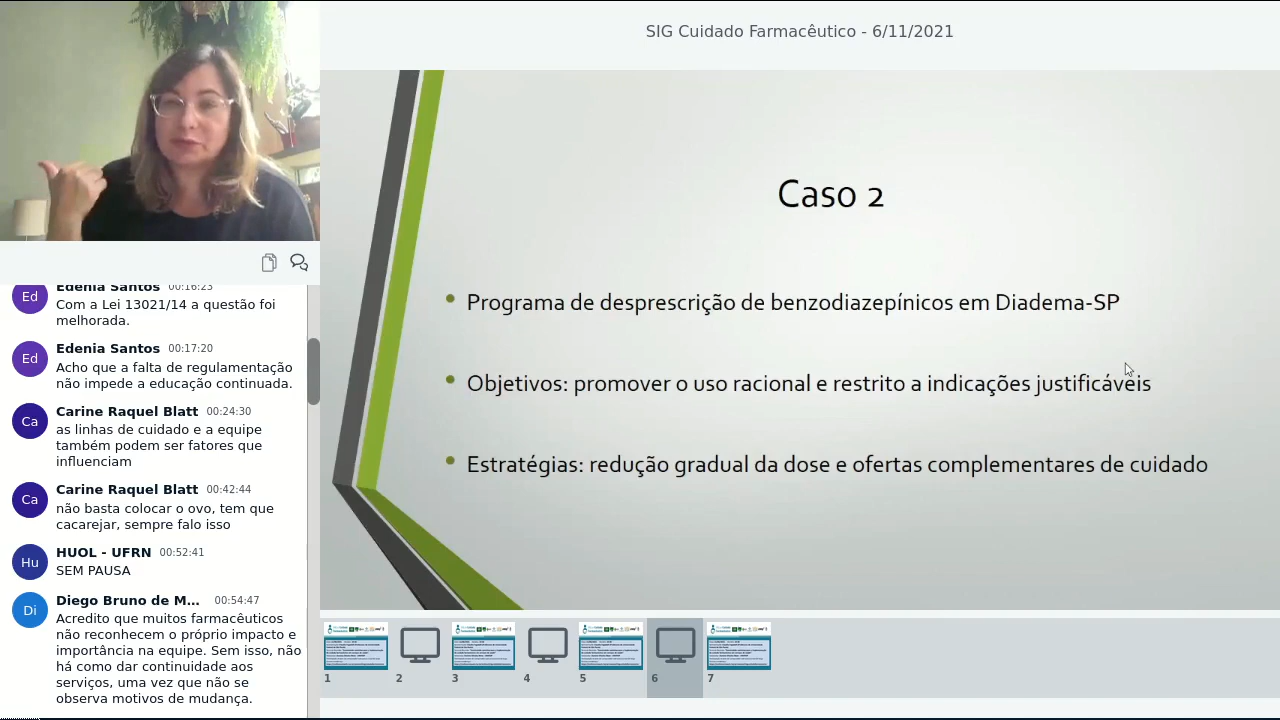 SIG Cuidado Farmacêutico - 6/11/2021
Caso 2
Programa de desprescrição de benzodiazepínicos em Diadema-SP
Objetivos: promover o uso racional e restrito a indicações justificáveis
Estratégias: redução gradual da dose e ofertas complementares de cuidado
Ed
Edenia Santos 00:16:23
Com a Lei 13021/14 a questão foi
melhorada.
Ed
Edenia Santos 00:17:20
Acho que a falta de regulamentação
não impede a educação continuada.
Ca
Carine Raquel Blatt 00:24:30
as linhas de cuidado e a equipe
também podem ser fatores que
influenciam
Ca
Carine Raquel Blatt 00:42:44
não basta colocar o ovo, tem que
cacarejar, sempre falo isso
Hu
HUOL - UFRN 00:52:41
SEM PAUSA
Di
Diego Bruno de M... 00:54:47
Acredito que muitos farmacêuticos
não reconhecem o próprio impacto e
importância na equipe. Sem isso, não
há como dar continuidade aos
serviços, uma vez que não se
observa motivos de mudança.
1 2 3 4 5 6 7